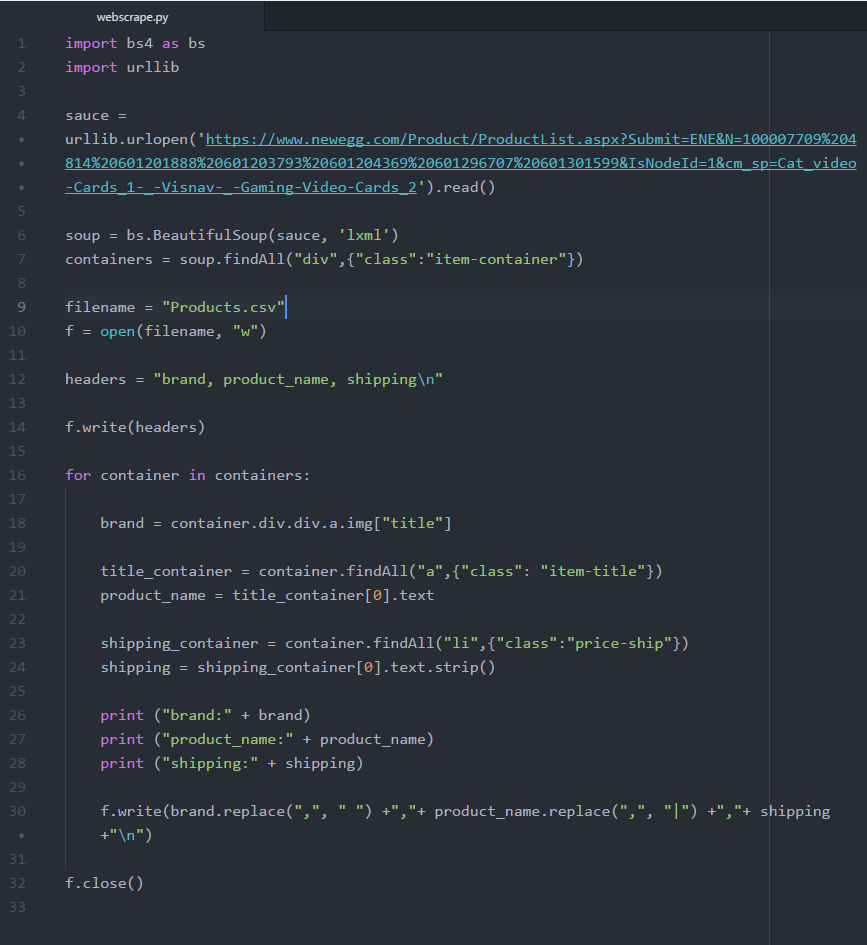 webscrape.py
1 import bs4 as bs
2 import urllib
3
4 sauce =
• urllib.urlopen('https://www.newegg.com/Product/ProductList.aspx?Submit=ENE&N=100007709%204
• 814%20601201888%20601203793%20601204369%20601296707%20601301599&IsNodeId=1&cm_sp=Cat_video
• -Cards_1-_-Visnav-_-Gaming-Video-Cards_2').read()
5
6 soup = bs.BeautifulSoup(sauce, 'lxml')
7 containers = soup.findAll("div",{"class":"item-container"})
8
9 filename = "Products.csv"
10 f = open(filename, "w")
11
12 headers = "brand, product_name, shipping\n"
13
14 f.write(headers)
15
16 for container in containers:
17
18     brand = container.div.div.a.img["title"]
19
20     title_container = container.findAll("a",{"class": "item-title"})
21     product_name = title_container[0].text
22
23     shipping_container = container.findAll("li",{"class":"price-ship"})
24     shipping = shipping_container[0].text.strip()
25
26     print ("brand:" + brand)
27     print ("product_name:" + product_name)
28     print ("shipping:" + shipping)
29
30     f.write(brand.replace(",", " ") +","+ product_name.replace(",", "|") +","+ shipping
•     +"\n")
31
32 f.close()
33